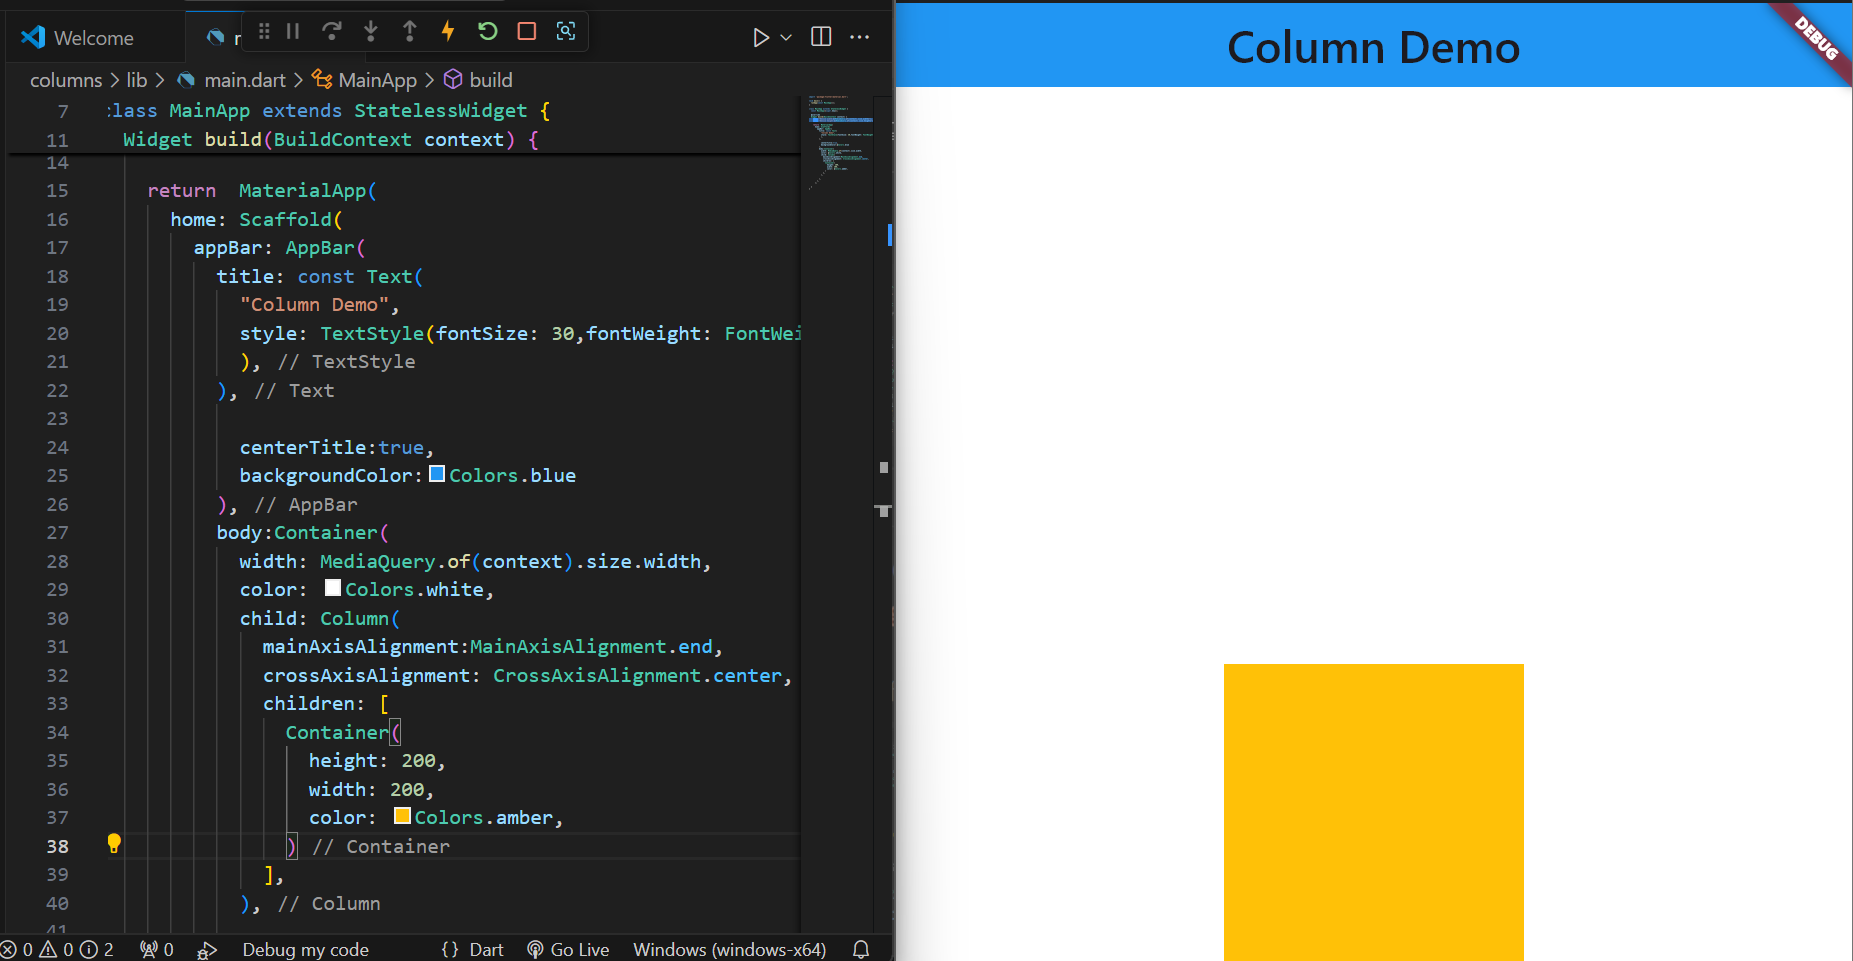 Welcome
columns > lib > main.dart > MainApp > build
7 class MainApp extends StatelessWidget {
11 Widget build(BuildContext context) {
14
15 return  MaterialApp(
16 home: Scaffold(
17 appBar: AppBar(
18 title: const Text(
19 "Column Demo",
20 style: TextStyle(fontSize: 30,fontWeight: FontWei
21 ), // TextStyle
22 ), // Text
23
24 centerTitle:true,
25 backgroundColor: Colors.blue
26 ), // AppBar
27 body:Container(
28 width: MediaQuery.of(context).size.width,
29 color: Colors.white,
30 child: Column(
31 mainAxisAlignment:MainAxisAlignment.end,
32 crossAxisAlignment: CrossAxisAlignment.center,
33 children: [
34 Container(
35 height: 200,
36 width: 200,
37 color: Colors.amber,
38 ) // Container
39 ],
40 ), // Column
41
0 0 2 0 Debug my code {} Dart Go Live Windows (windows-x64)
Column Demo
DEBUG